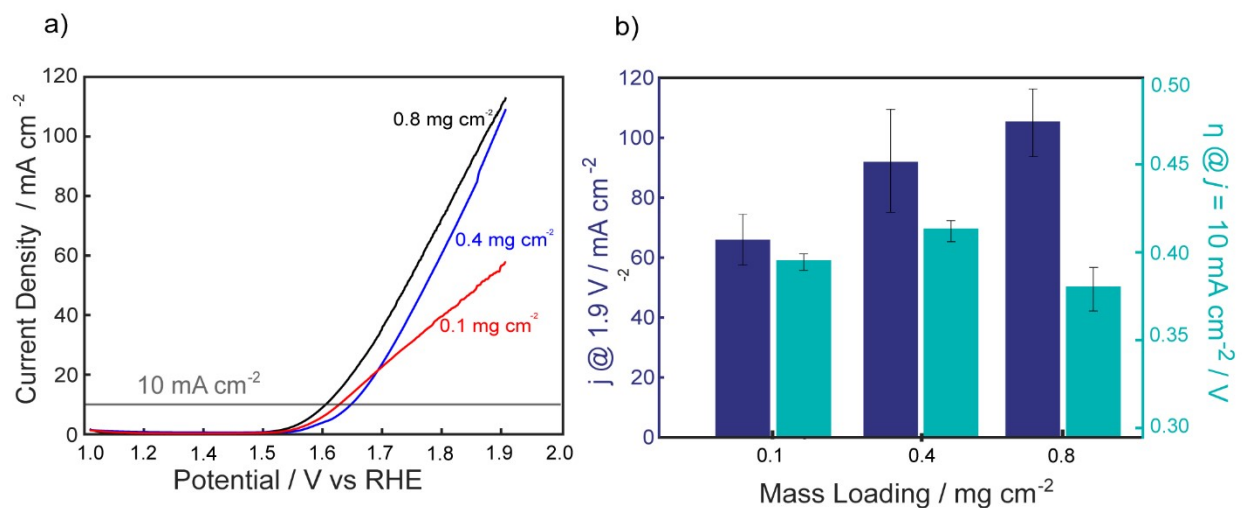 a)
120
100
80
60
40
20
0
Current Density / mA cm⁻²
0.8 mg cm⁻²
0.4 mg cm⁻²
0.1 mg cm⁻²
10 mA cm⁻²
1.0 1.2 1.4 1.5 1.6 1.7 1.8 1.9 2.0
Potential / V vs RHE
b)
120
100
80
60
40
20
0
j @ 1.9 V / mA cm⁻²
0.50
0.45
0.40
0.35
0.30
η @ j = 10 mA cm⁻² / V
0.1 0.4 0.8
Mass Loading / mg cm⁻²